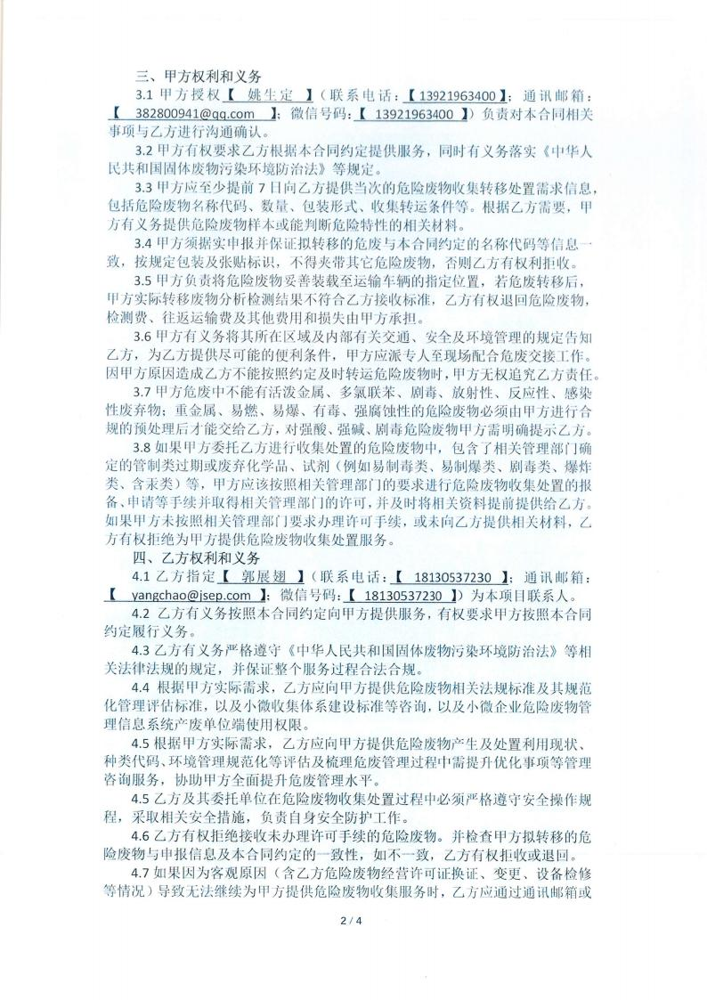 三、甲方权利和义务
3.1 甲方授权【 姚生定 】（联系电话：【13921963400】；通讯邮箱：
【 382800941@qq.com 】；微信号码：【 13921963400 】）负责对本合同相关
事项与乙方进行沟通确认。
3.2 甲方有权要求乙方根据本合同约定提供服务，同时有义务落实《中华人
民共和国固体废物污染环境防治法》等规定。
3.3 甲方应至少提前 7 日向乙方提供当次的危险废物收集转移处置需求信息，
包括危险废物名称代码、数量、包装形式、收集转运条件等。根据乙方需要，甲
方有义务提供危险废物样本或能判断危险特性的相关材料。
3.4 甲方须据实申报并保证拟转移的危废与本合同约定的名称代码等信息一
致，按规定包装及张贴标识，不得夹带其它危险废物，否则乙方有权利拒收。
3.5 甲方负责将危险废物妥善装载至运输车辆的指定位置，若危废转移后，
甲方实际转移废物分析检测结果不符合乙方接收标准，乙方有权退回危险废物，
检测费、往返运输费及其他费用和损失由甲方承担。
3.6 甲方有义务将其所在区域及内部有关交通、安全及环境管理的规定告知
乙方，为乙方提供尽可能的便利条件，甲方应派专人至现场配合危废交接工作。
因甲方原因造成乙方不能按照约定及时转运危险废物时，甲方无权追究乙方责任。
3.7 甲方危废中不能有活泼金属、多氯联苯、剧毒、放射性、反应性、感染
性废弃物；重金属、易燃、易爆、有毒、强腐蚀性的危险废物必须由甲方进行合
规的预处理后才能交给乙方，对强酸、强碱、剧毒危险废物甲方需明确提示乙方。
3.8 如果甲方委托乙方进行收集处置的危险废物中，包含了相关管理部门确
定的管制类过期或废弃化学品、试剂（例如易制毒类、易制爆类、剧毒类、爆炸
类、含汞类）等，甲方应该按照相关管理部门的要求进行危险废物收集处置的报
备、申请等手续并取得相关管理部门的许可，并及时将相关资料提前提供给乙方。
如果甲方未按照相关管理部门要求办理许可手续，或未向乙方提供相关材料，乙
方有权拒绝为甲方提供危险废物收集处置服务。
四、乙方权利和义务
4.1 乙方指定【 郭展翅 】（联系电话：【 18130537230 】；通讯邮箱：
【 yangchao@jsep.com 】；微信号码：【 18130537230 】）为本项目联系人。
4.2 乙方有义务按照本合同约定向甲方提供服务，有权要求甲方按照本合同
约定履行义务。
4.3 乙方有义务严格遵守《中华人民共和国固体废物污染环境防治法》等相
关法律法规的规定，并保证整个服务过程合法合规。
4.4 根据甲方实际需求，乙方应向甲方提供危险废物相关法规标准及其规范
化管理评估标准，以及小微收集体系建设标准等咨询，以及小微企业危险废物管
理信息系统产废单位端使用权限。
4.5 根据甲方实际需求，乙方应向甲方提供危险废物产生及处置利用现状、
种类代码、环境管理规范化等评估及梳理危废管理过程中需提升优化事项等管理
咨询服务，协助甲方全面提升危废管理水平。
4.5 乙方及其委托单位在危险废物收集处置过程中必须严格遵守安全操作规
程，采取相关安全措施，负责自身安全防护工作。
4.6 乙方有权拒绝接收未办理许可手续的危险废物。并检查甲方拟转移的危
险废物与申报信息及本合同约定的一致性，如不一致，乙方有权拒收或退回。
4.7 如果因为客观原因（含乙方危险废物经营许可证换证、变更、设备检修
等情况）导致无法继续为甲方提供危险废物收集服务时，乙方应通过通讯邮箱或
2 / 4